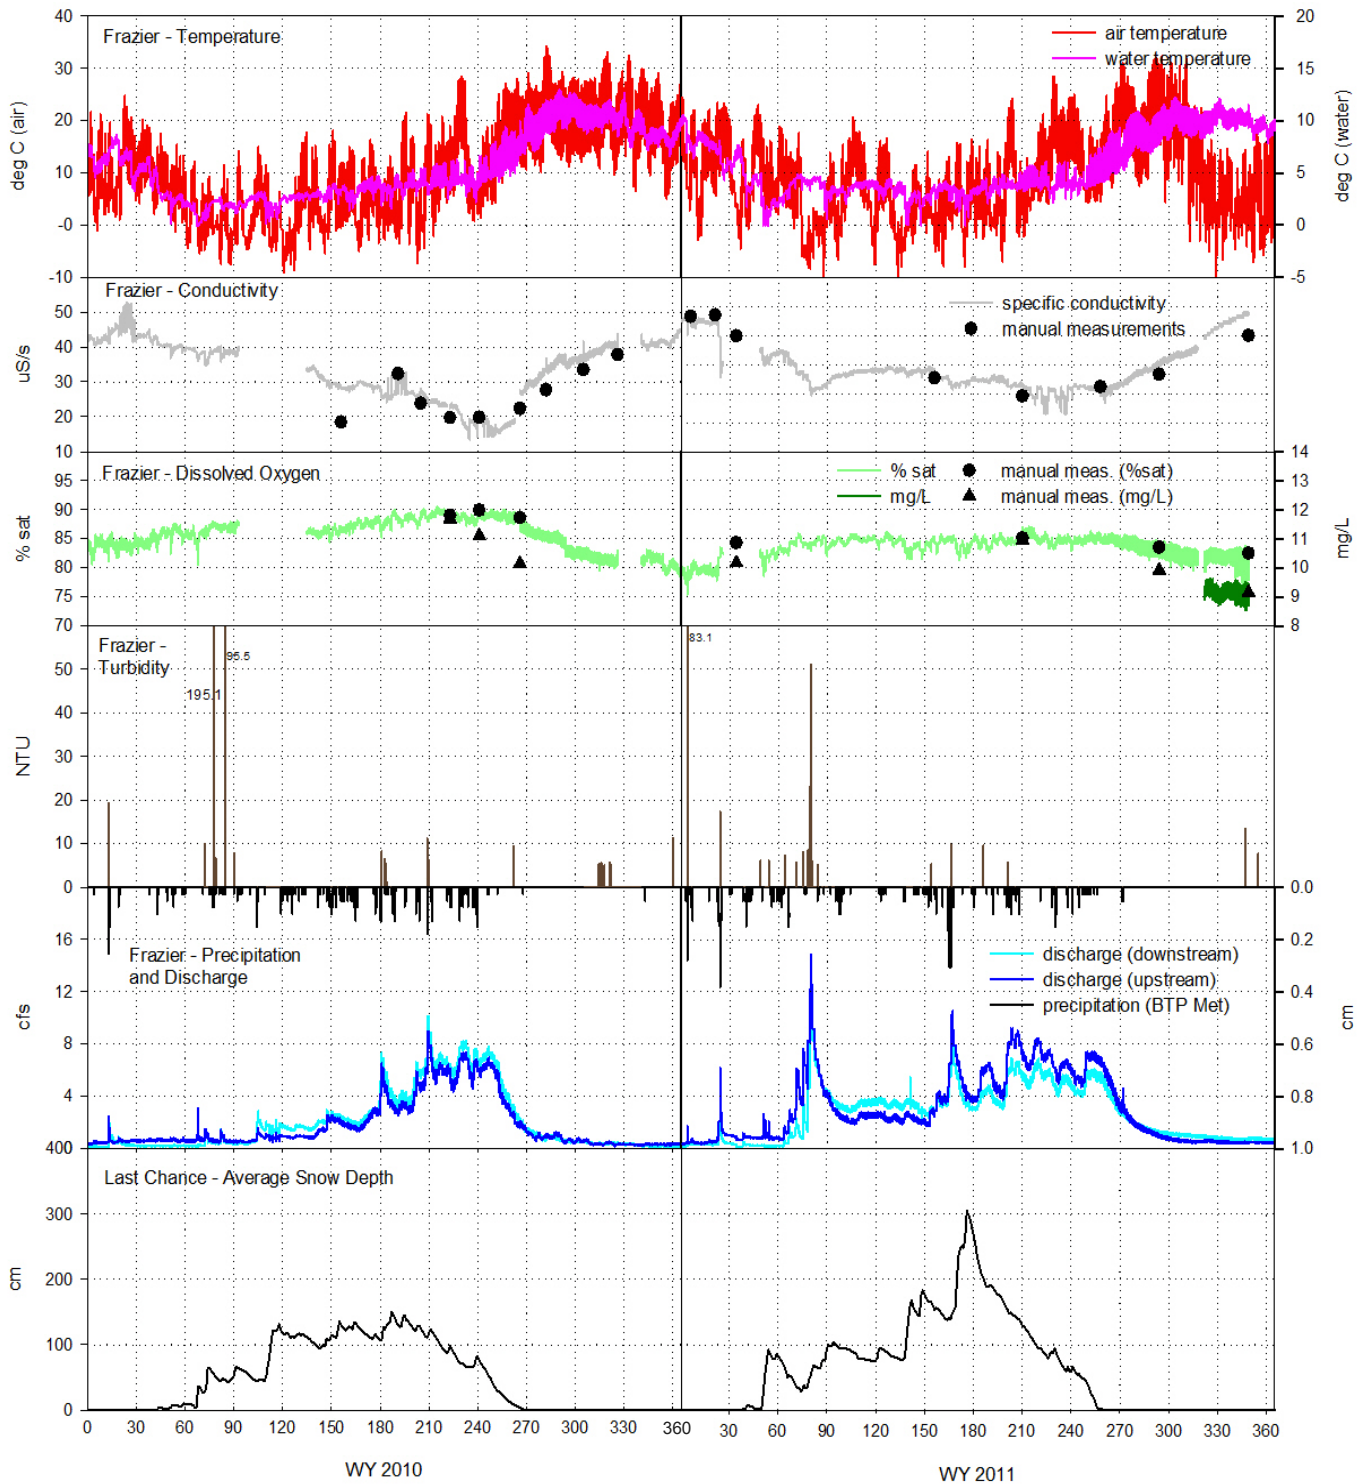 40
20
Frazier - Temperature
air temperature
water temperature
30
15
20
10
10
5
-0
0
-10
-5
deg C (air)
deg C (water)
Frazier - Conductivity
specific conductivity
manual measurements
50
40
30
20
10
uS/s
14
Frazier - Dissolved Oxygen
% sat
manual meas. (%sat)
mg/L
manual meas. (mg/L)
95
13
90
12
85
11
80
10
75
9
70
8
% sat
mg/L
Frazier -
Turbidity
95.5
195.1
83.1
50
40
30
20
10
0
0.0
NTU
Frazier - Precipitation
and Discharge
discharge (downstream)
discharge (upstream)
precipitation (BTP Met)
16
0.2
12
0.4
8
0.6
4
0.8
400
1.0
cfs
cm
Last Chance - Average Snow Depth
300
200
100
0
cm
0 30 60 90 120 150 180 210 240 270 300 330 360
30 60 90 120 150 180 210 240 270 300 330 360
WY 2010
WY 2011